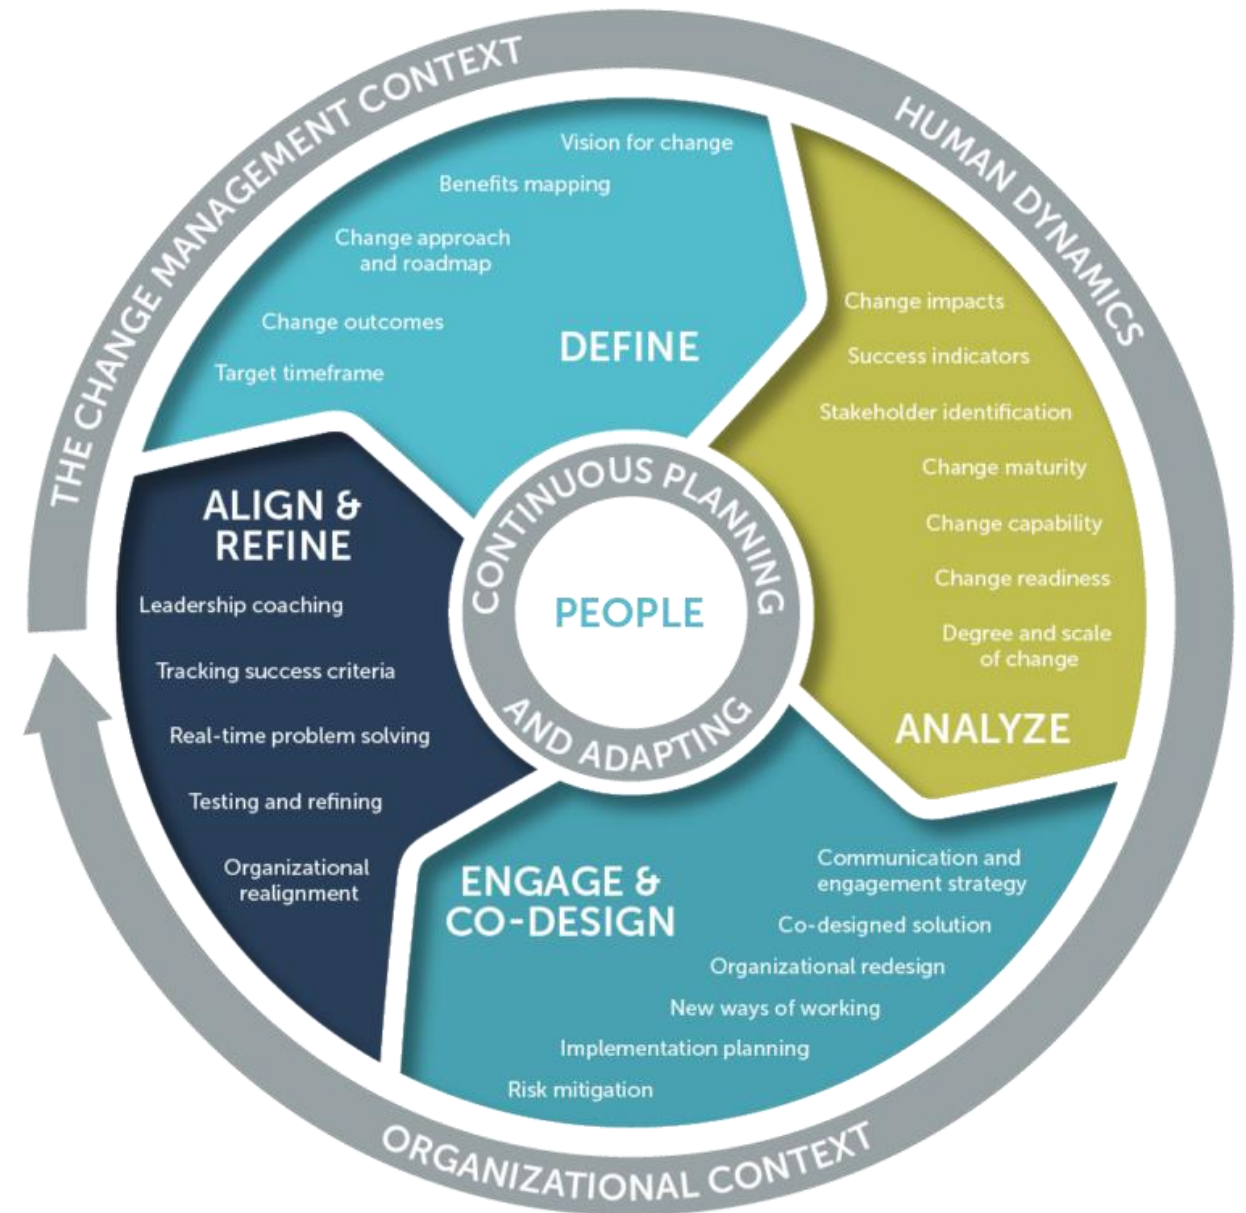 THE CHANGE MANAGEMENT CONTEXT
HUMAN DYNAMICS
ORGANIZATIONAL CONTEXT
Vision for change
Benefits mapping
Change approach
and roadmap
Change outcomes
Target timeframe
DEFINE
Change impacts
Success indicators
Stakeholder identification
Change maturity
Change capability
Change readiness
Degree and scale
of change
ANALYZE
ENGAGE &
CO-DESIGN
Communication and
engagement strategy
Co-designed solution
Organizational redesign
New ways of working
Implementation planning
Risk mitigation
ALIGN &
REFINE
Leadership coaching
Tracking success criteria
Real-time problem solving
Testing and refining
Organizational
realignment
CONTINUOUS PLANNING
AND ADAPTING
PEOPLE